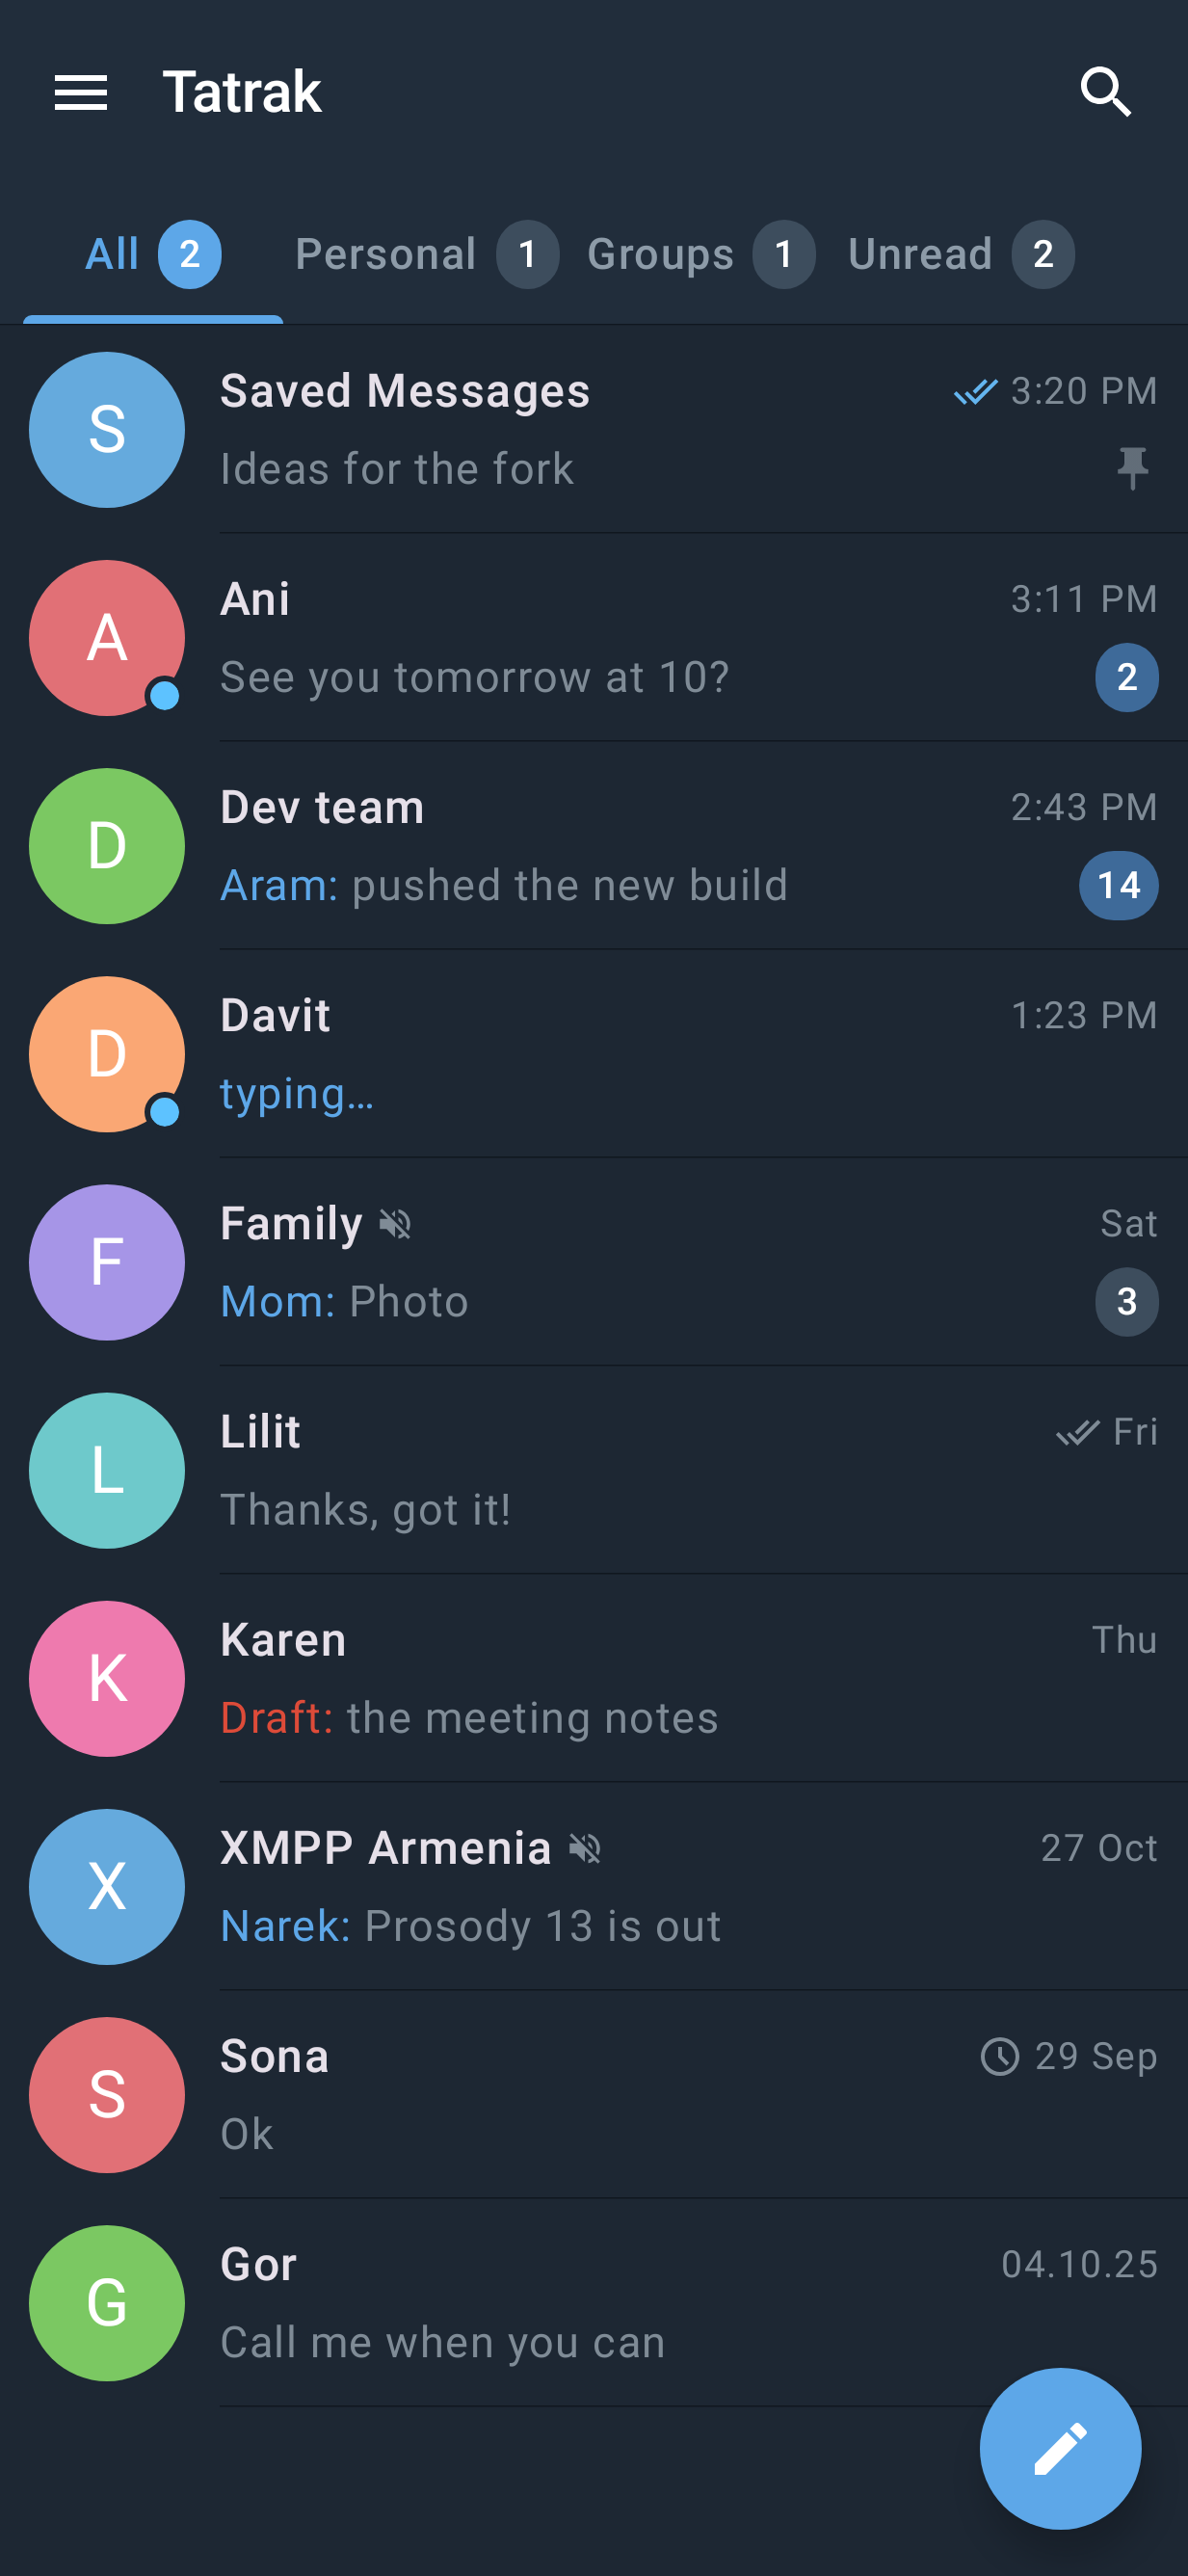 Tatrak
All 2 Personal 1 Groups 1 Unread 2
S
Saved Messages 3:20 PM
Ideas for the fork
A
Ani 3:11 PM
See you tomorrow at 10? 2
D
Dev team 2:43 PM
Aram: pushed the new build 14
D
Davit 1:23 PM
typing…
F
Family Sat
Mom: Photo 3
L
Lilit Fri
Thanks, got it!
K
Karen Thu
Draft: the meeting notes
X
XMPP Armenia 27 Oct
Narek: Prosody 13 is out
S
Sona 29 Sep
Ok
G
Gor 04.10.25
Call me when you can